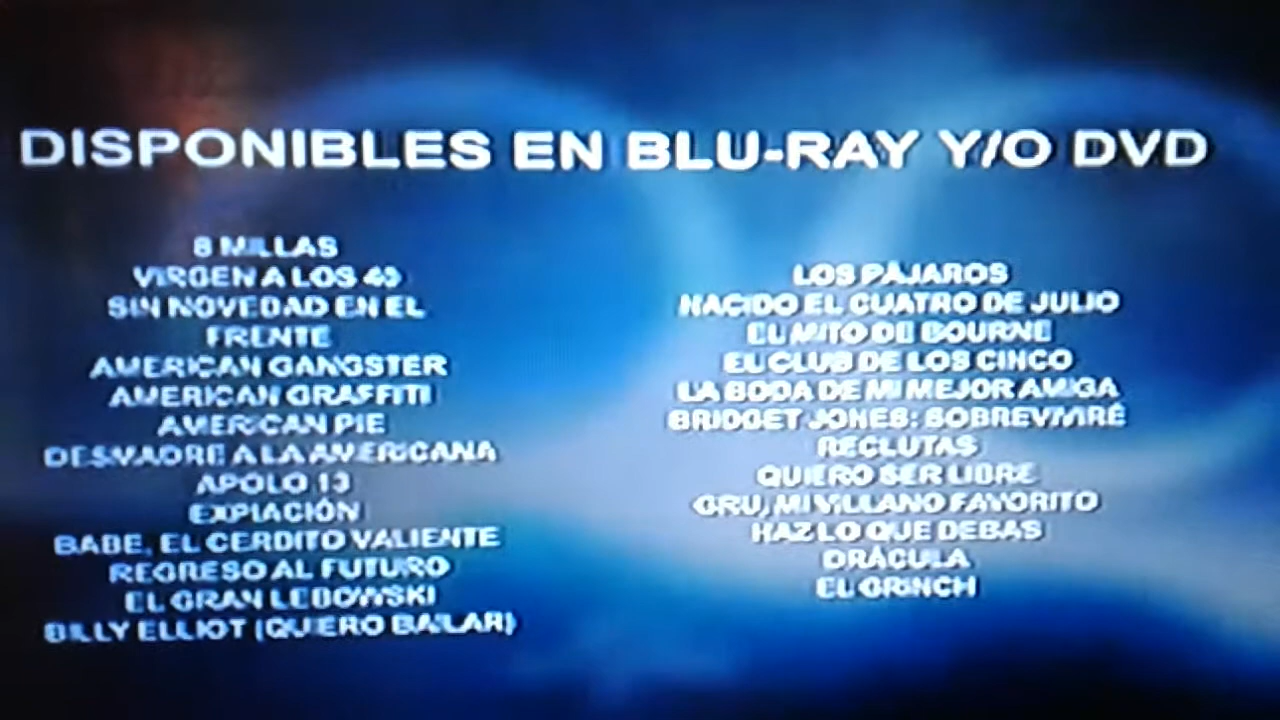 DISPONIBLES EN BLU-RAY Y/O DVD
8 MILLAS
VIRGEN A LOS 40
SIN NOVEDAD EN EL
FRENTE
AMERICAN GANGSTER
AMERICAN GRAFFITI
AMERICAN PIE
DESMADRE A LA AMERICANA
APOLO 13
EXPIACIÓN
BABE, EL CERDITO VALIENTE
REGRESO AL FUTURO
EL GRAN LEBOWSKI
BILLY ELLIOT (QUIERO BAILAR)
LOS PÁJAROS
NACIDO EL CUATRO DE JULIO
EL MITO DE BOURNE
EL CLUB DE LOS CINCO
LA BODA DE MI MEJOR AMIGA
BRIDGET JONES: SOBREVIVIRÉ
RECLUTAS
QUIERO SER LIBRE
GRU, MI VILLANO FAVORITO
HAZ LO QUE DEBAS
DRÁCULA
EL GRINCH